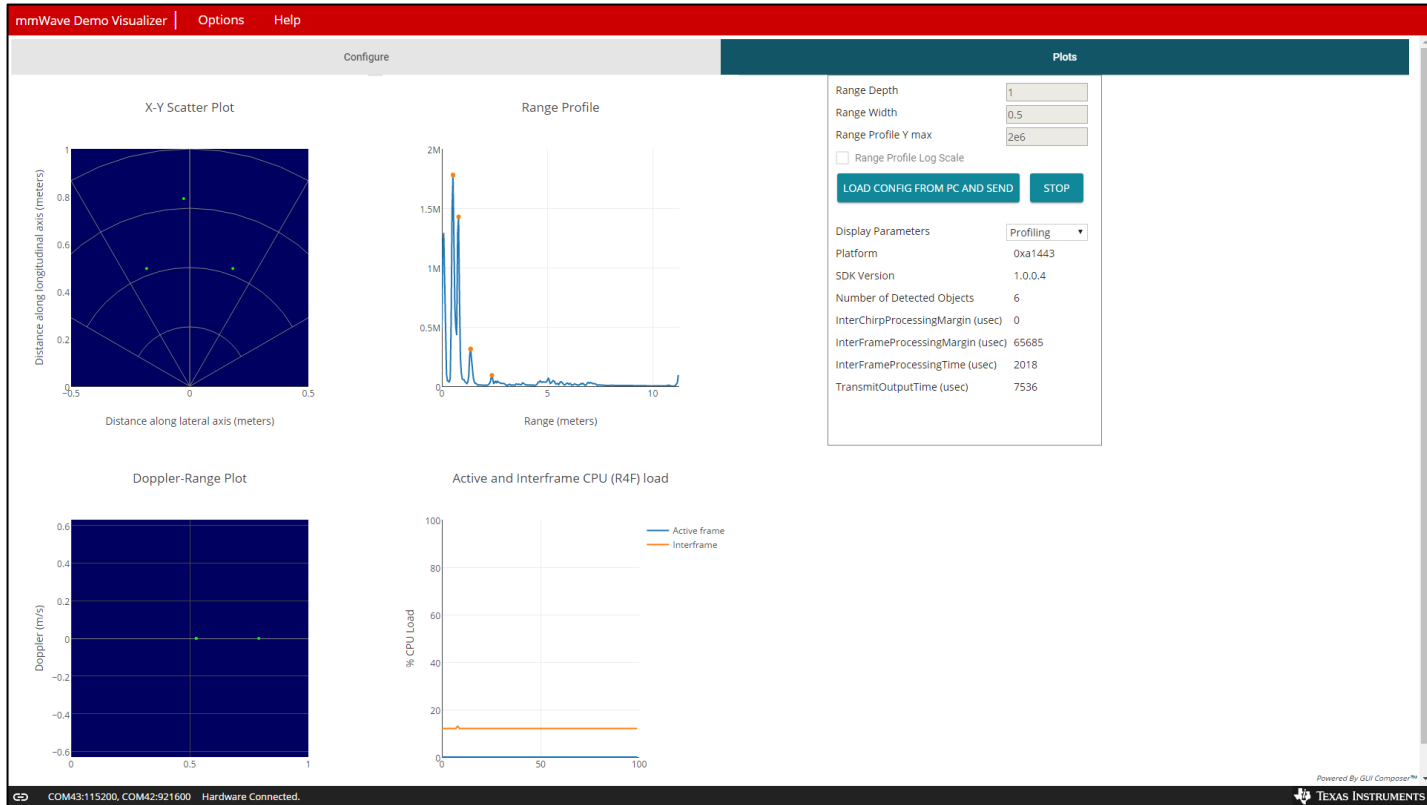 mmWave Demo Visualizer Options Help
Configure Plots
X-Y Scatter Plot
Distance along longitudinal axis (meters)
1
0.8
0.6
0.4
0.2
0
−0.5 0 0.5
Distance along lateral axis (meters)
Range Profile
2M
1.5M
1M
0.5M
0
0 5 10
Range (meters)
Range Depth 1
Range Width 0.5
Range Profile Y max 2e6
Range Profile Log Scale
LOAD CONFIG FROM PC AND SEND STOP
Display Parameters Profiling
Platform 0xa1443
SDK Version 1.0.0.4
Number of Detected Objects 6
InterChirpProcessingMargin (usec) 0
InterFrameProcessingMargin (usec) 65685
InterFrameProcessingTime (usec) 2018
TransmitOutputTime (usec) 7536
Doppler-Range Plot
Doppler (m/s)
0.6
0.4
0.2
0
−0.2
−0.4
−0.6
0 0.5 1
Active and Interframe CPU (R4F) load
% CPU Load
100
80
60
40
20
0
0 50 100
Active frame
Interframe
Powered By GUI Composer™
COM43:115200, COM42:921600 Hardware Connected.
TEXAS INSTRUMENTS